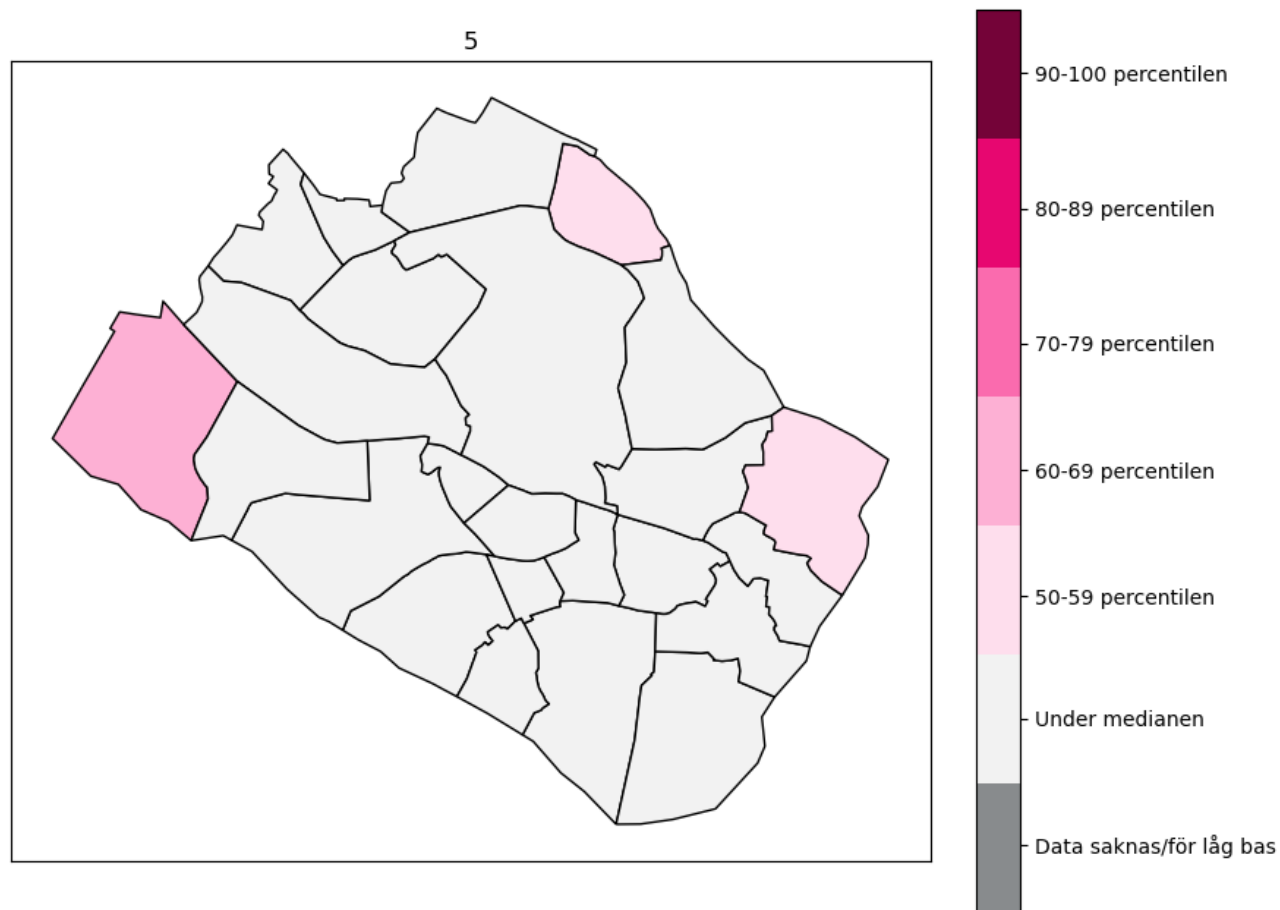 5
90-100 percentilen
80-89 percentilen
70-79 percentilen
60-69 percentilen
50-59 percentilen
Under medianen
Data saknas/för låg bas